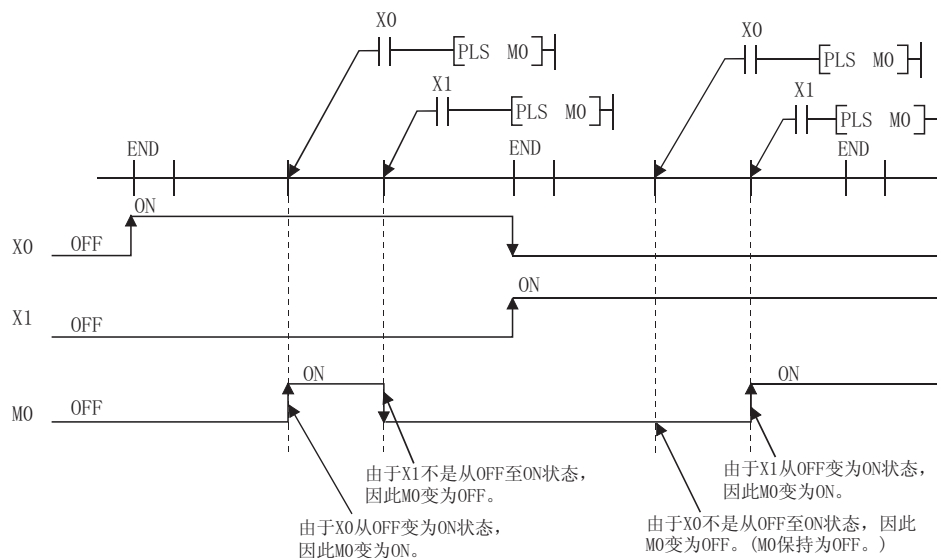 X0
X0
PLS M0
PLS M0
X1
X1
PLS M0
PLS M0
END
END
END
ON
X0 OFF
ON
X1 OFF
ON
ON
M0 OFF
由于X1不是从OFF至ON状态，
因此M0变为OFF。
由于X1从OFF变为ON状态，
因此M0变为ON。
由于X0从OFF变为ON状态，
因此M0变为ON。
由于X0不是从OFF至ON状态，因此
M0变为OFF。(M0保持为OFF。)